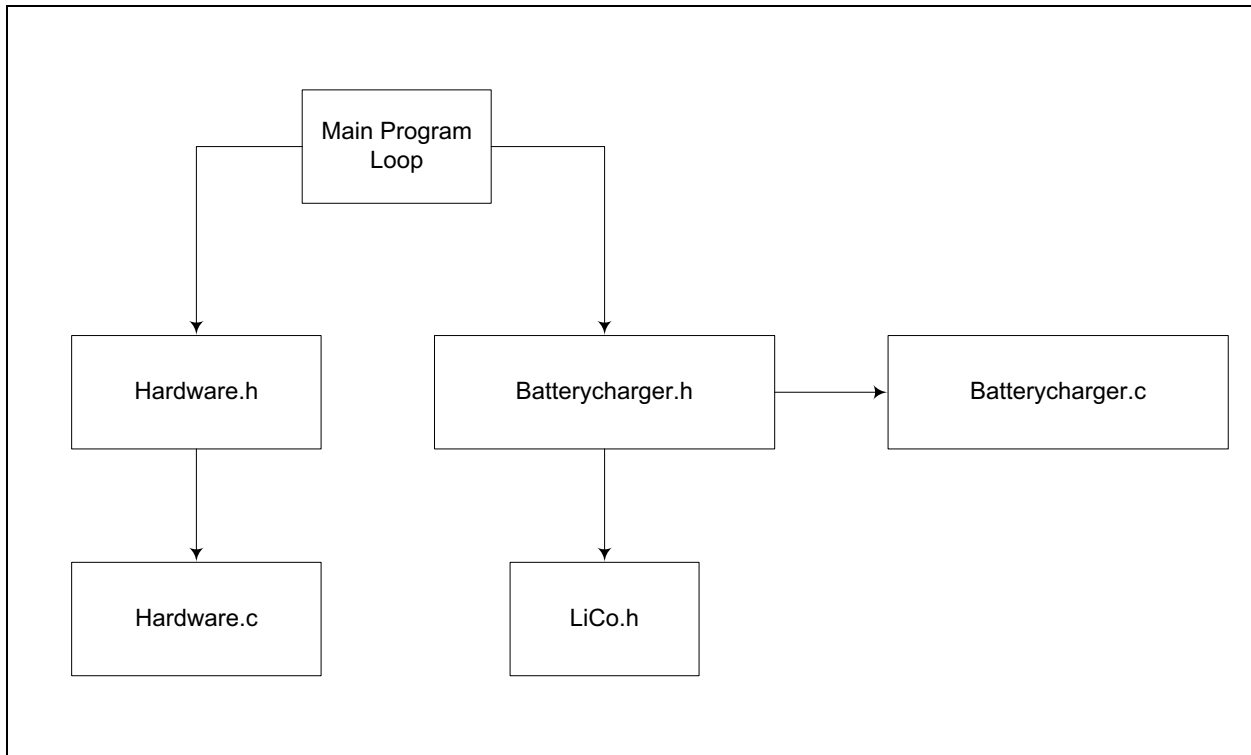 Main Program
Loop
Hardware.h
Batterycharger.h
Batterycharger.c
Hardware.c
LiCo.h